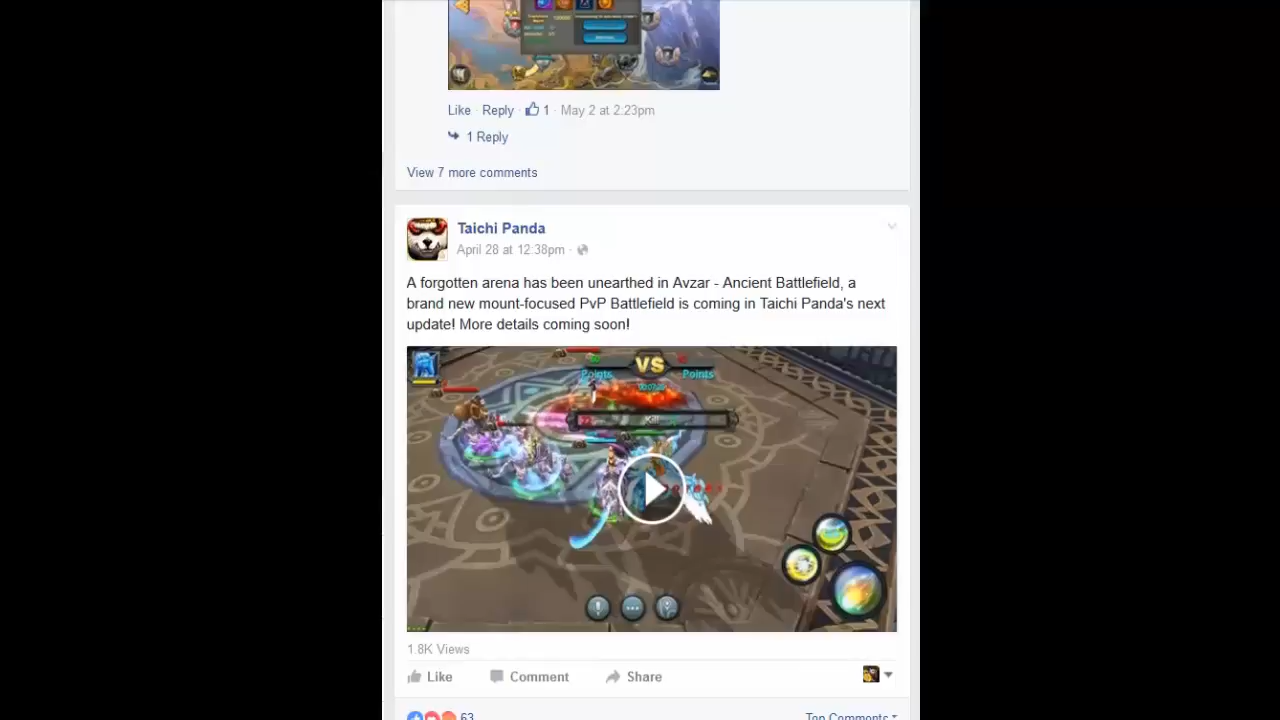 Like · Reply · 1 · May 2 at 2:23pm
1 Reply
View 7 more comments
Taichi Panda
April 28 at 12:38pm ·
A forgotten arena has been unearthed in Avzar - Ancient Battlefield, a
brand new mount-focused PvP Battlefield is coming in Taichi Panda's next
update! More details coming soon!
VS
Points Points
Kill
1.8K Views
Like Comment Share
63 Top Comments